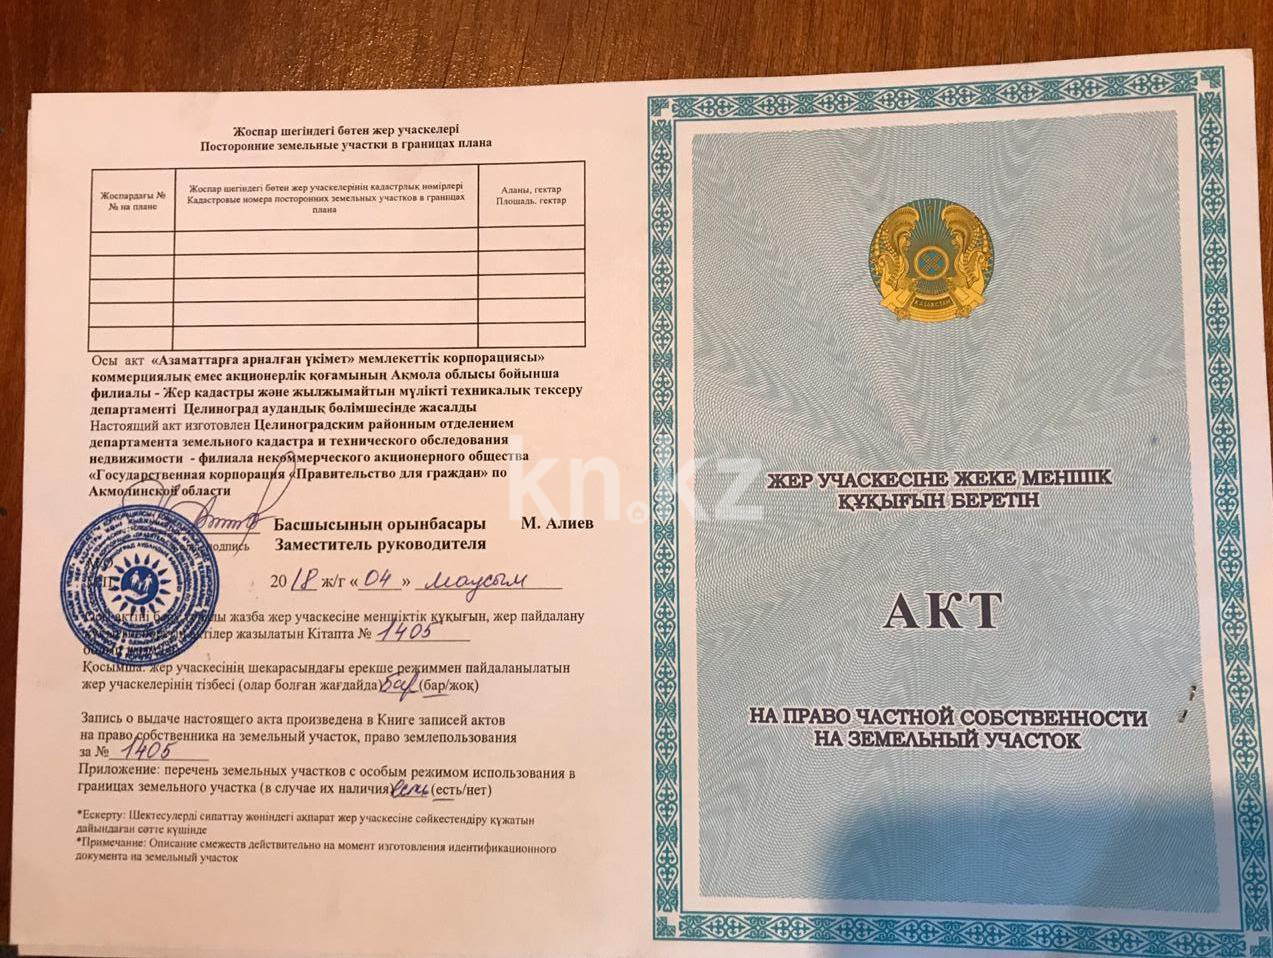 Жоспар шегіндегі бөтен жер учаскелері
Посторонние земельные участки в границах плана
Жоспардағы №
№ на плане
Жоспар шегіндегі бөтен жер учаскелерінің кадастрлық нөмірлері
Кадастровые номера посторонних земельных участков в границах
плана
Аланы, гектар
Площадь. гектар
Осы акт «Азаматтарға арналған үкімет» мемлекеттік корпорациясы»
коммерциялық емес акционерлік қоғамының Ақмола облысы бойынша
филиалы - Жер кадастры және жылжымайтын мүлікті техникалық тексеру
департаменті Целиноград аудандық бөлімшесінде жасалды
Настоящий акт изготовлен Целиноградским районным отделением
департамента земельного кадастра и технического обследования
недвижимости - филиала некоммерческого акционерного общества
«Государственная корпорация «Правительство для граждан» по
Акмолинской области
Басшысының орынбасары М. Алиев
подпись Заместитель руководителя
2018 ж/г «04» маусым
жазба жер учаскесіне меншіктік құқығын, жер пайдалану
жазылатын Кітапта № 1405
Қосымша: жер учаскесінің шекарасындағы ерекше режиммен пайдаланылатын
жер учаскелерінің тізбесі (олар болған жағдайда) бар (бар/жоқ)
Запись о выдаче настоящего акта произведена в Книге записей актов
на право собственника на земельный участок, право землепользования
за № 1405
Приложение: перечень земельных участков с особым режимом использования в
границах земельного участка (в случае их наличия) есть (есть/нет)
*Ескерту: Шектесулерді сипаттау жөніндегі ақпарат жер учаскесіне сәйкестендіру құжатын
дайындаған сәтте күшінде
*Примечание: Описание смежеств действительно на момент изготовления идентификационного
документа на земельный участок
ҚАЗАҚСТАН
ЖЕР УЧАСКЕСІНЕ ЖЕКЕ МЕНШІК
ҚҰҚЫҒЫН БЕРЕТІН
АКТ
НА ПРАВО ЧАСТНОЙ СОБСТВЕННОСТИ
НА ЗЕМЕЛЬНЫЙ УЧАСТОК
kn.kz